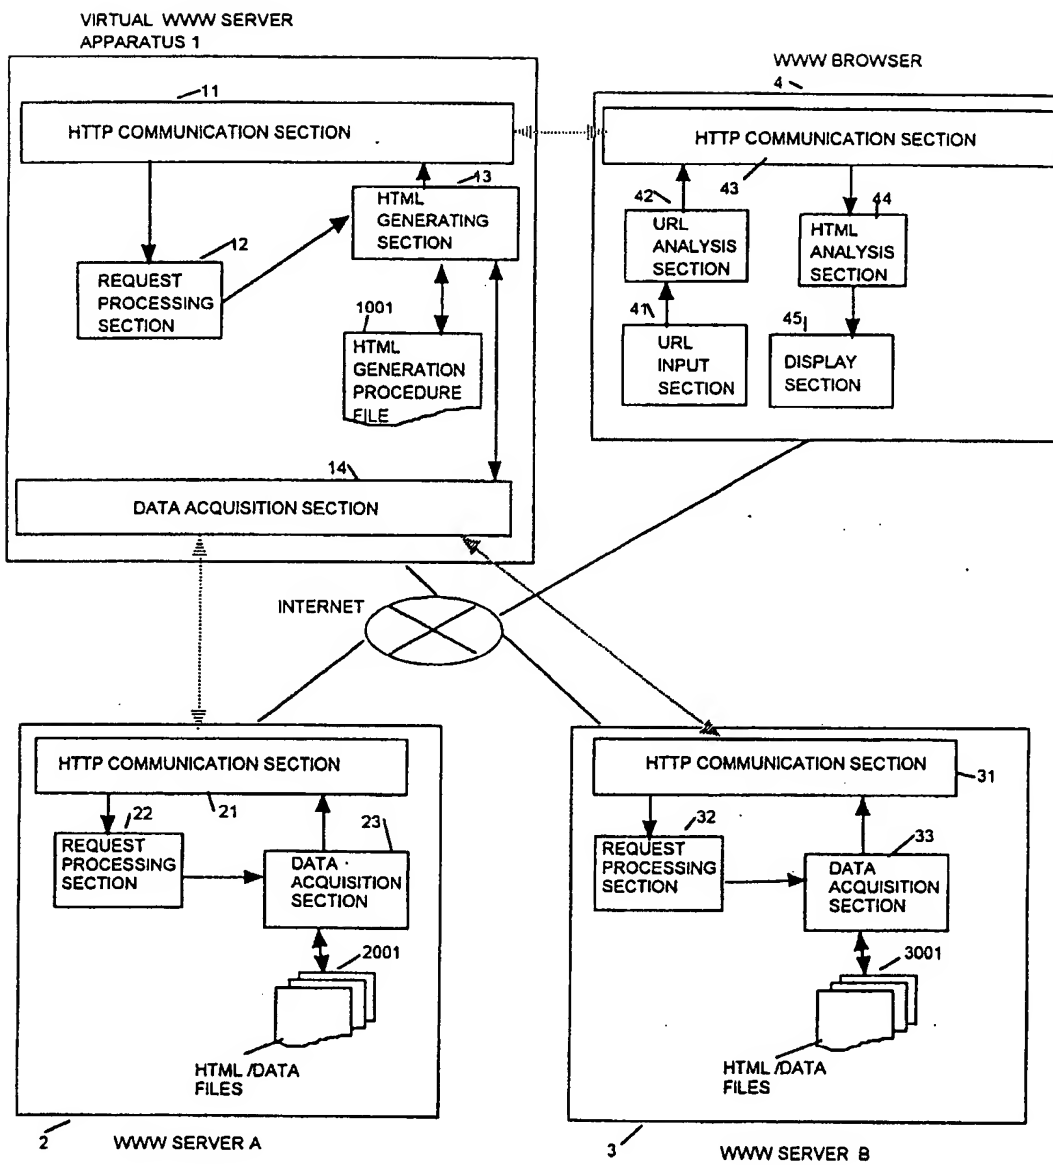 VIRTUAL WWW SERVER
APPARATUS 1
11
HTTP COMMUNICATION SECTION
13
HTML
GENERATING
SECTION
12
REQUEST
PROCESSING
SECTION
1001
HTML
GENERATION
PROCEDURE
FILE
14
DATA ACQUISITION SECTION
WWW BROWSER
4
HTTP COMMUNICATION SECTION
43
42
URL
ANALYSIS
SECTION
44
HTML
ANALYSIS
SECTION
41
URL
INPUT
SECTION
45
DISPLAY
SECTION
INTERNET
HTTP COMMUNICATION SECTION
21
22
REQUEST
PROCESSING
SECTION
23
DATA
ACQUISITION
SECTION
2001
HTML /DATA
FILES
2
WWW SERVER A
HTTP COMMUNICATION SECTION
31
32
REQUEST
PROCESSING
SECTION
33
DATA
ACQUISITION
SECTION
3001
HTML /DATA
FILES
3
WWW SERVER B